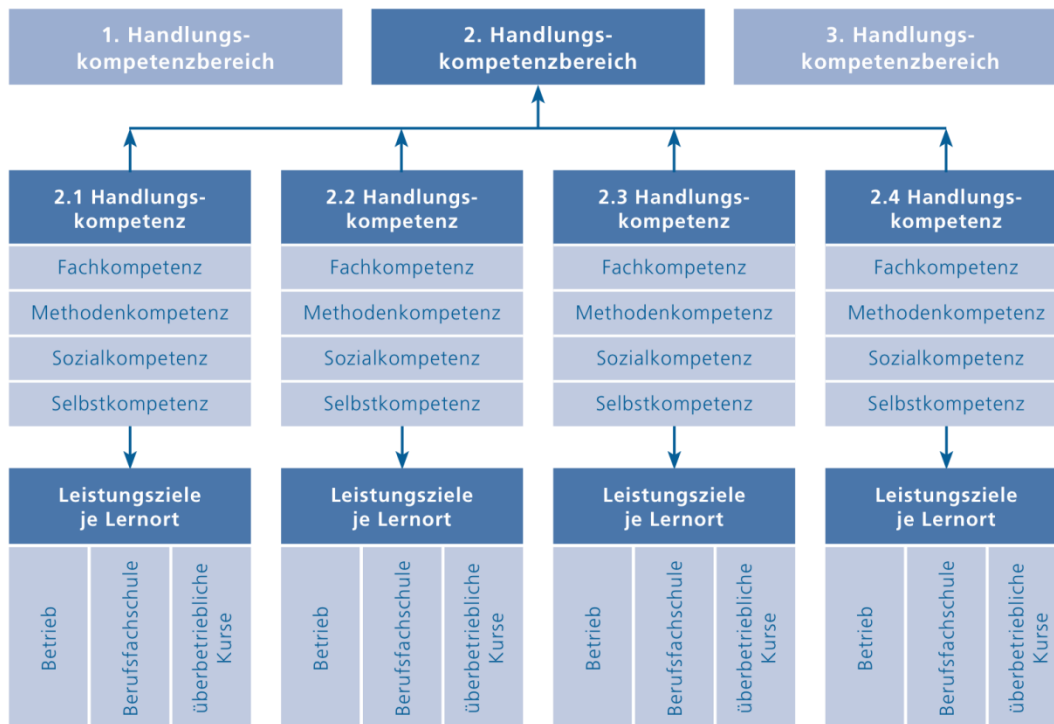 1. Handlungs-
kompetenzbereich
2. Handlungs-
kompetenzbereich
3. Handlungs-
kompetenzbereich
2.1 Handlungs-
kompetenz
2.2 Handlungs-
kompetenz
2.3 Handlungs-
kompetenz
2.4 Handlungs-
kompetenz
Fachkompetenz
Fachkompetenz
Fachkompetenz
Fachkompetenz
Methodenkompetenz
Methodenkompetenz
Methodenkompetenz
Methodenkompetenz
Sozialkompetenz
Sozialkompetenz
Sozialkompetenz
Sozialkompetenz
Selbstkompetenz
Selbstkompetenz
Selbstkompetenz
Selbstkompetenz
Leistungsziele
je Lernort
Leistungsziele
je Lernort
Leistungsziele
je Lernort
Leistungsziele
je Lernort
Betrieb
Berufsfachschule
überbetriebliche
Kurse
Betrieb
Berufsfachschule
überbetriebliche
Kurse
Betrieb
Berufsfachschule
überbetriebliche
Kurse
Betrieb
Berufsfachschule
überbetriebliche
Kurse